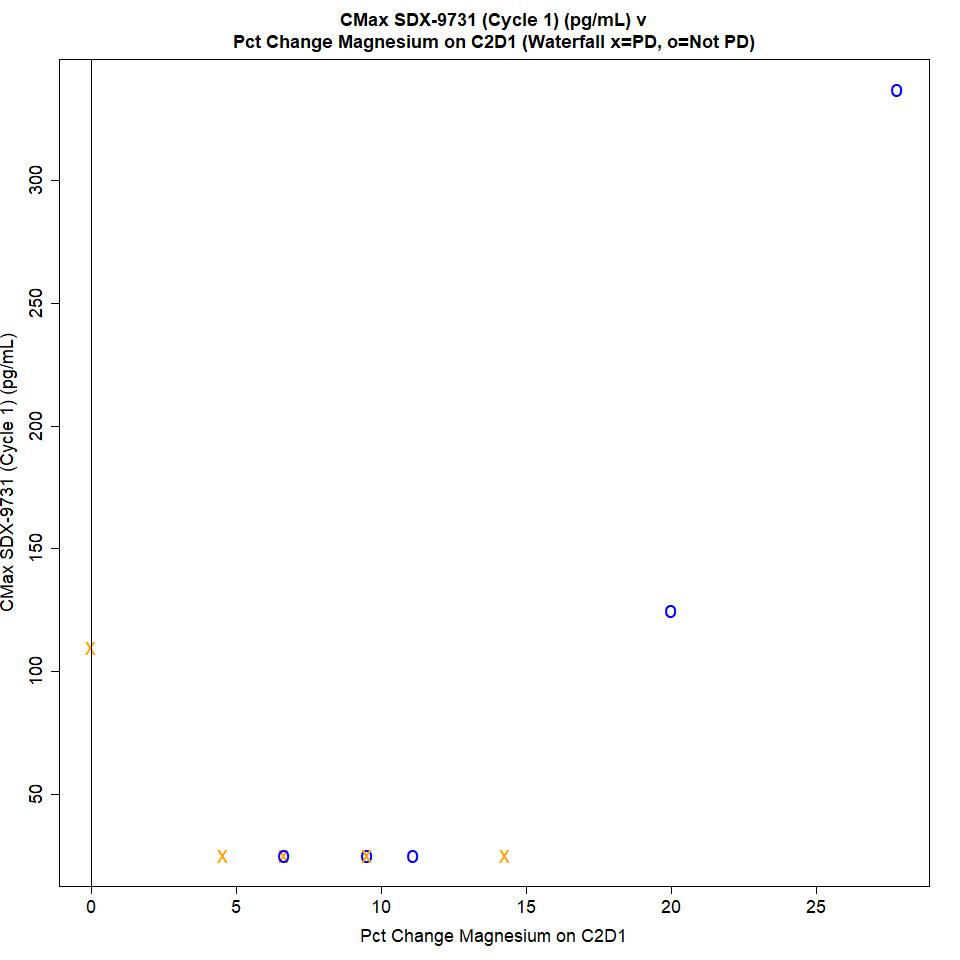 CMax SDX-9731 (Cycle 1) (pg/mL) v
Pct Change Magnesium on C2D1 (Waterfall x=PD, o=Not PD)
300
250
200
150
100
50
CMax SDX-9731 (Cycle 1) (pg/mL)
0 5 10 15 20 25
Pct Change Magnesium on C2D1